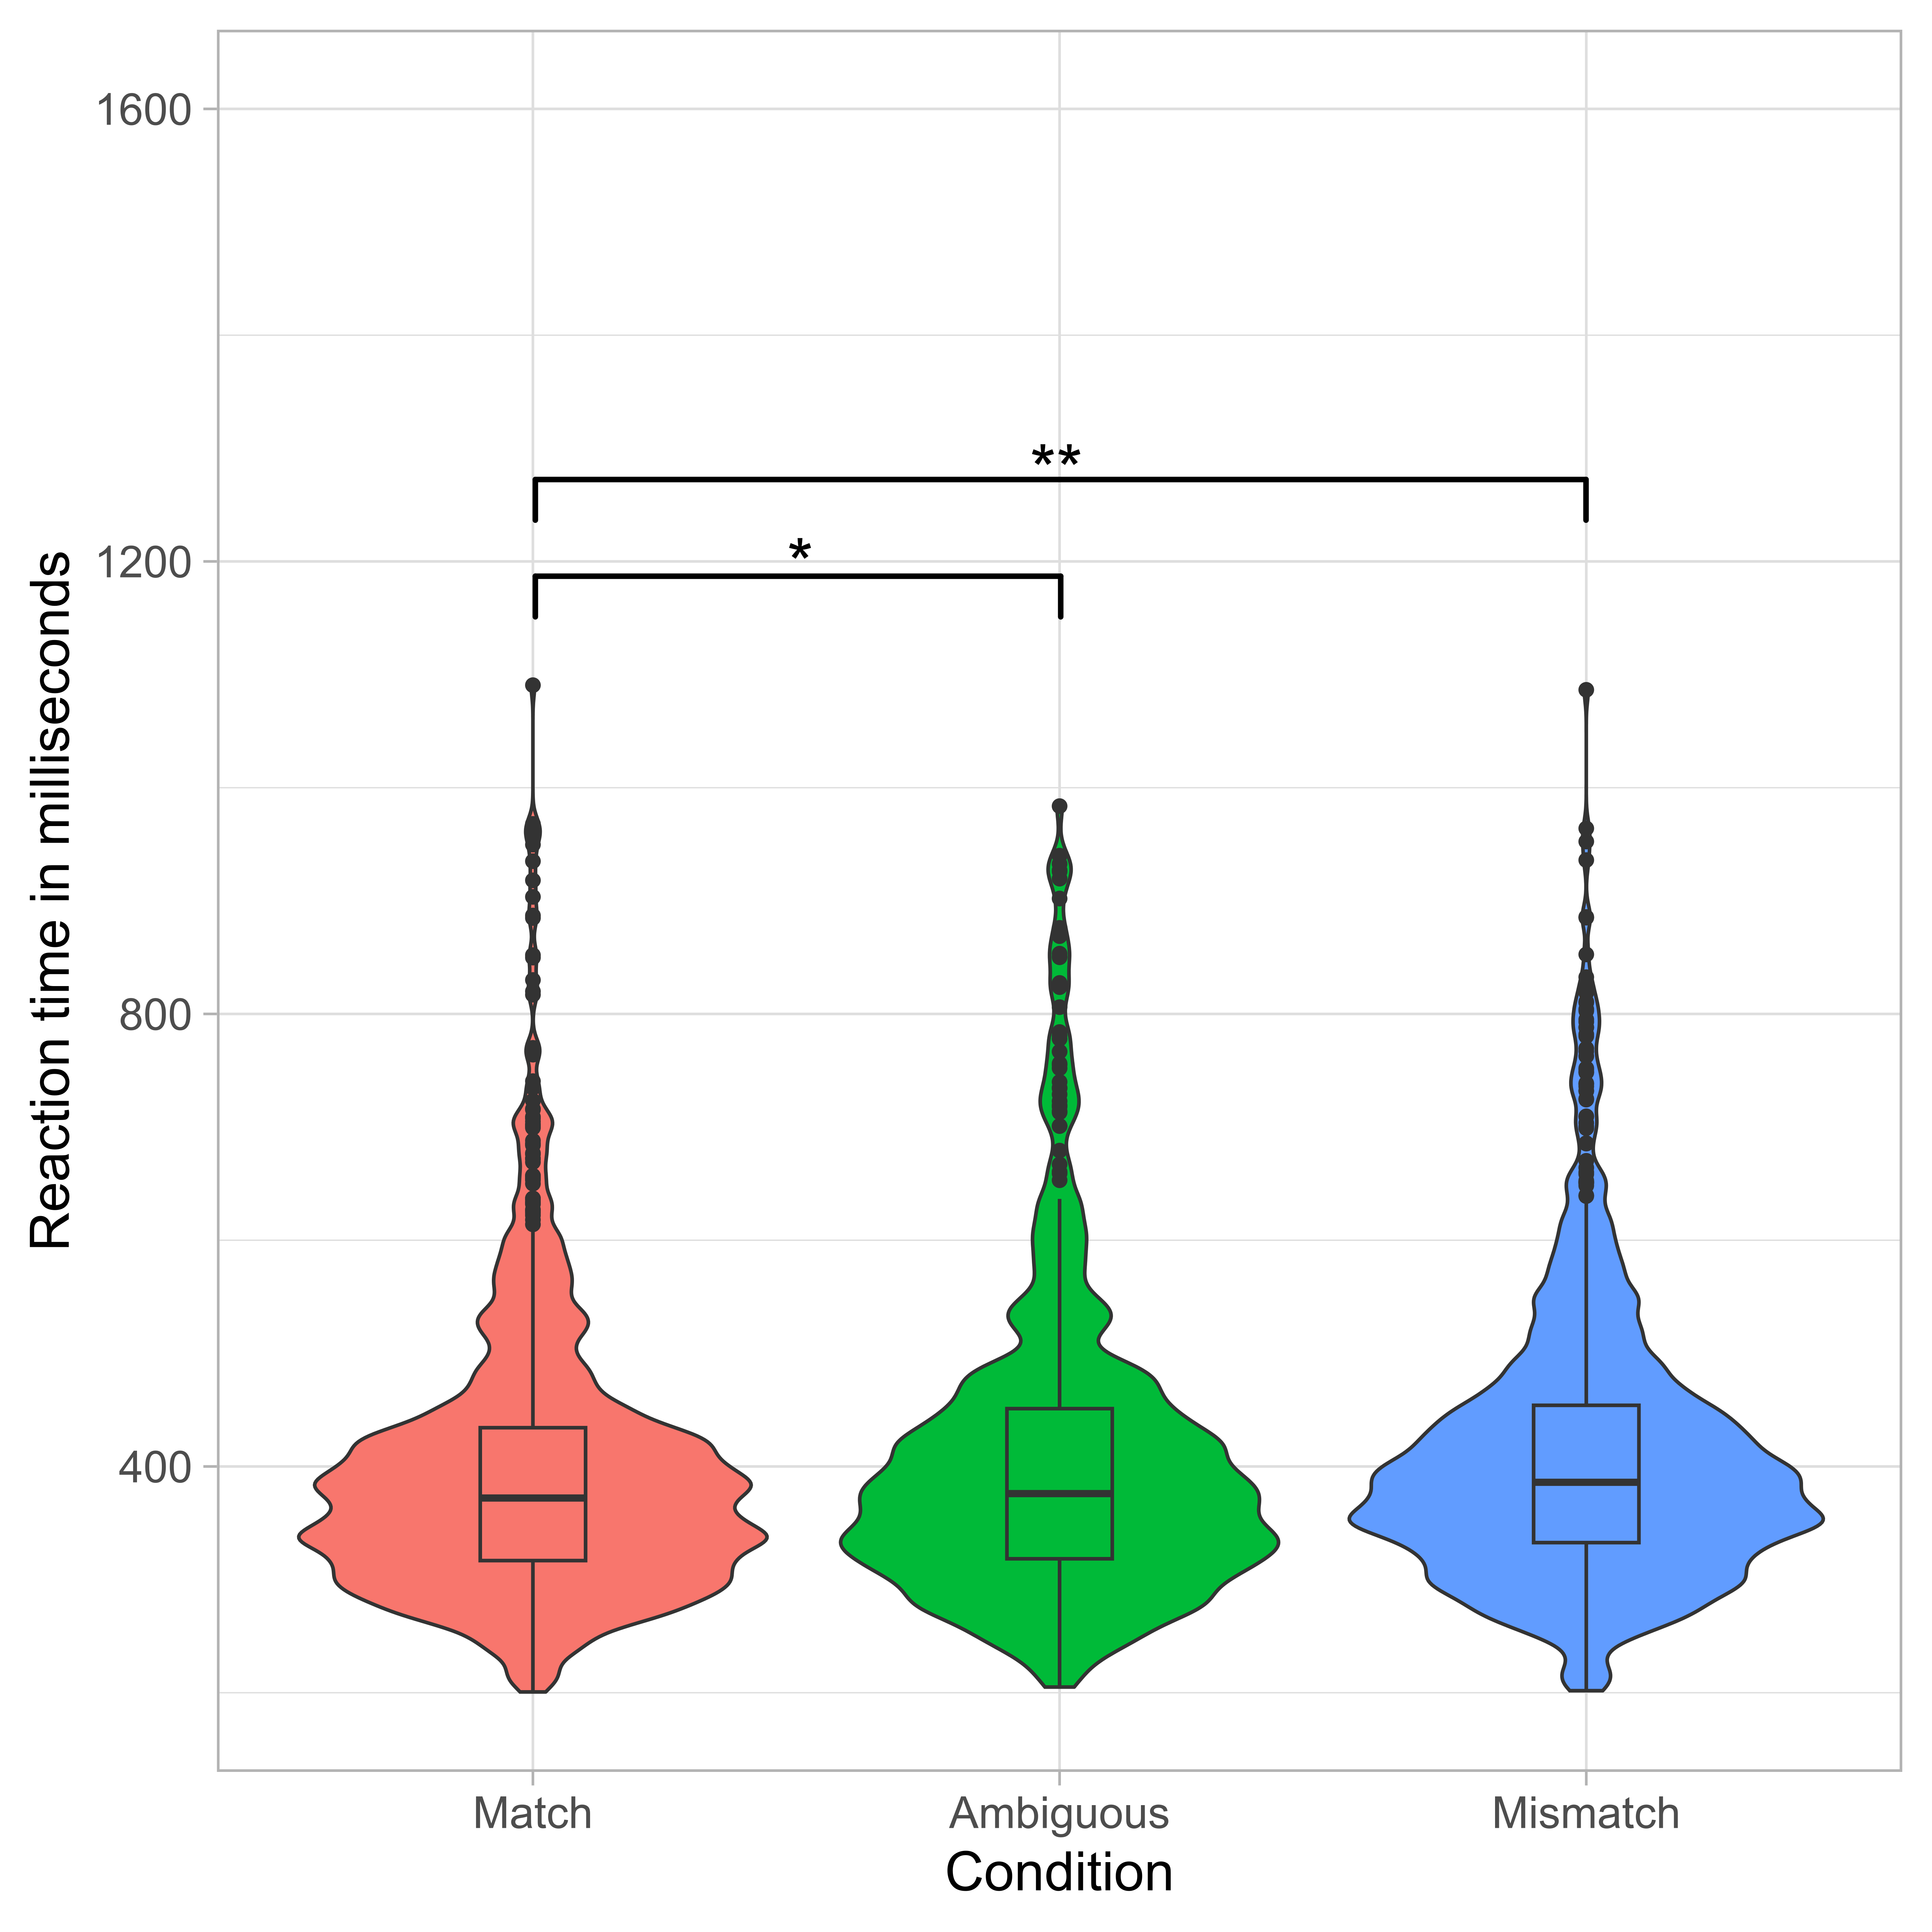 1600
**
*
1200
800
400
Reaction time in milliseconds
Match Ambiguous Mismatch
Condition